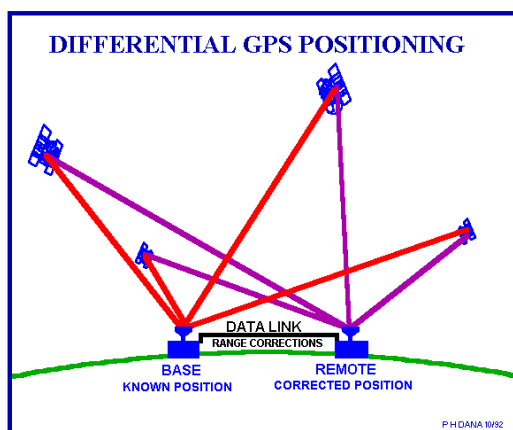 DIFFERENTIAL GPS POSITIONING
DATA LINK
RANGE CORRECTIONS
BASE
KNOWN POSITION
REMOTE
CORRECTED POSITION
P H DANA 10/92